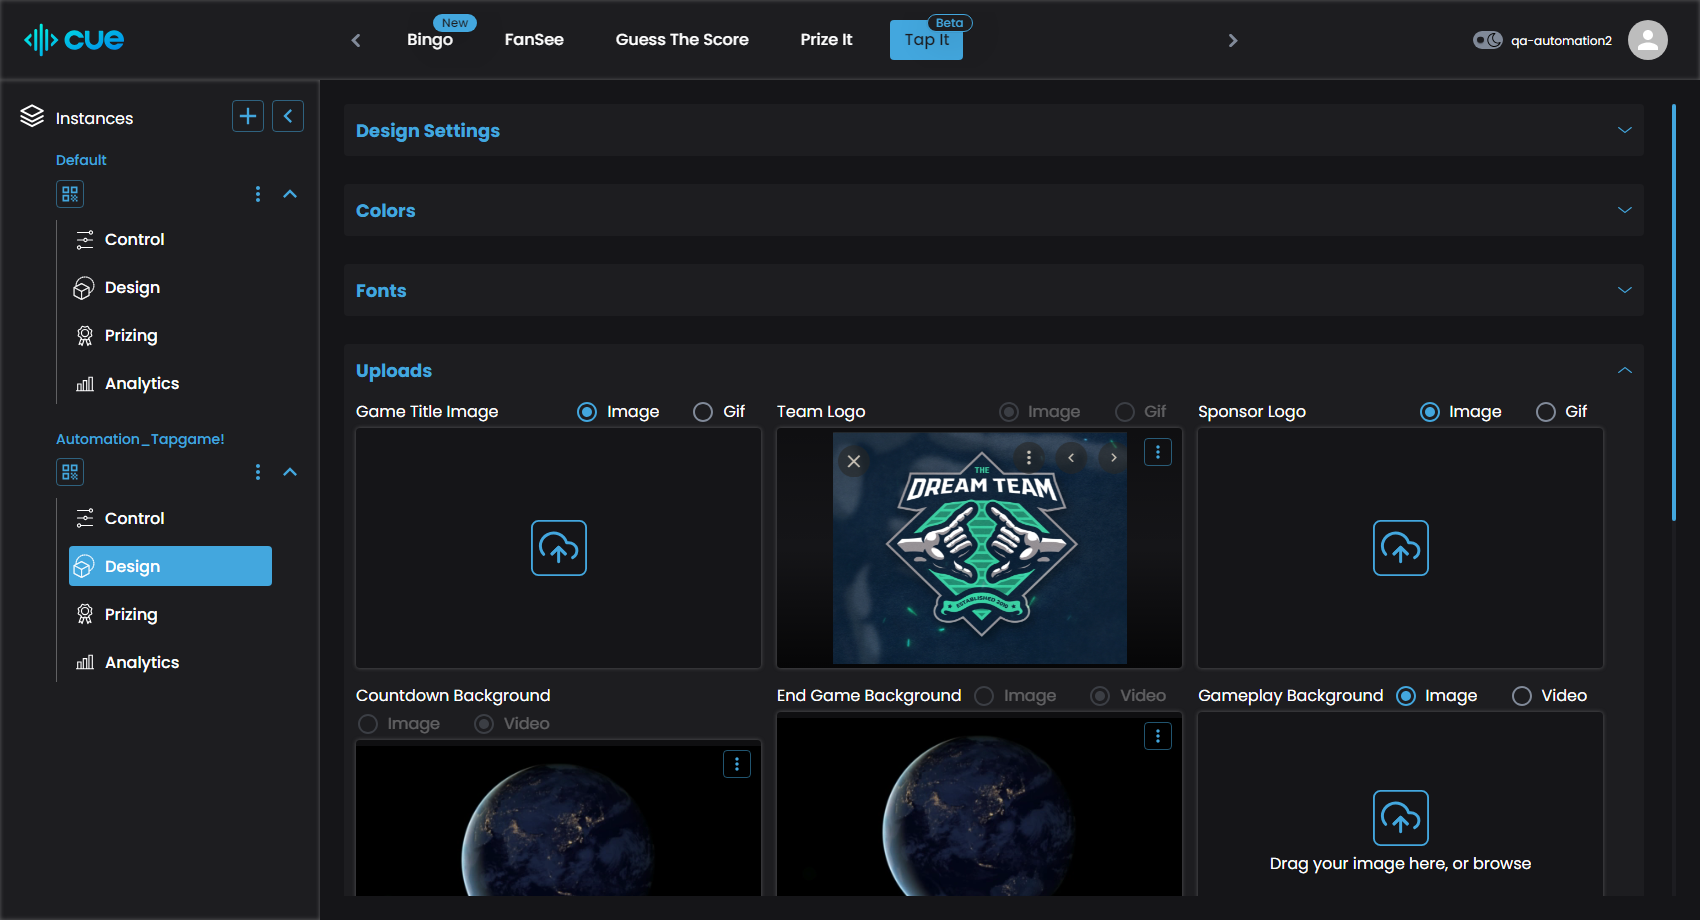 cue
New
Bingo
FanSee
Guess The Score
Prize It
Beta
Tap It
qa-automation2
Instances
Default
Control
Design
Prizing
Analytics
Automation_Tapgame!
Control
Design
Prizing
Analytics
Design Settings
Colors
Fonts
Uploads
Game Title Image
Image
Gif
Team Logo
Image
Gif
Sponsor Logo
Image
Gif
THE
DREAM TEAM
ESTABLISHED 2019
Countdown Background
Image
Video
End Game Background
Image
Video
Gameplay Background
Image
Video
Drag your image here, or browse